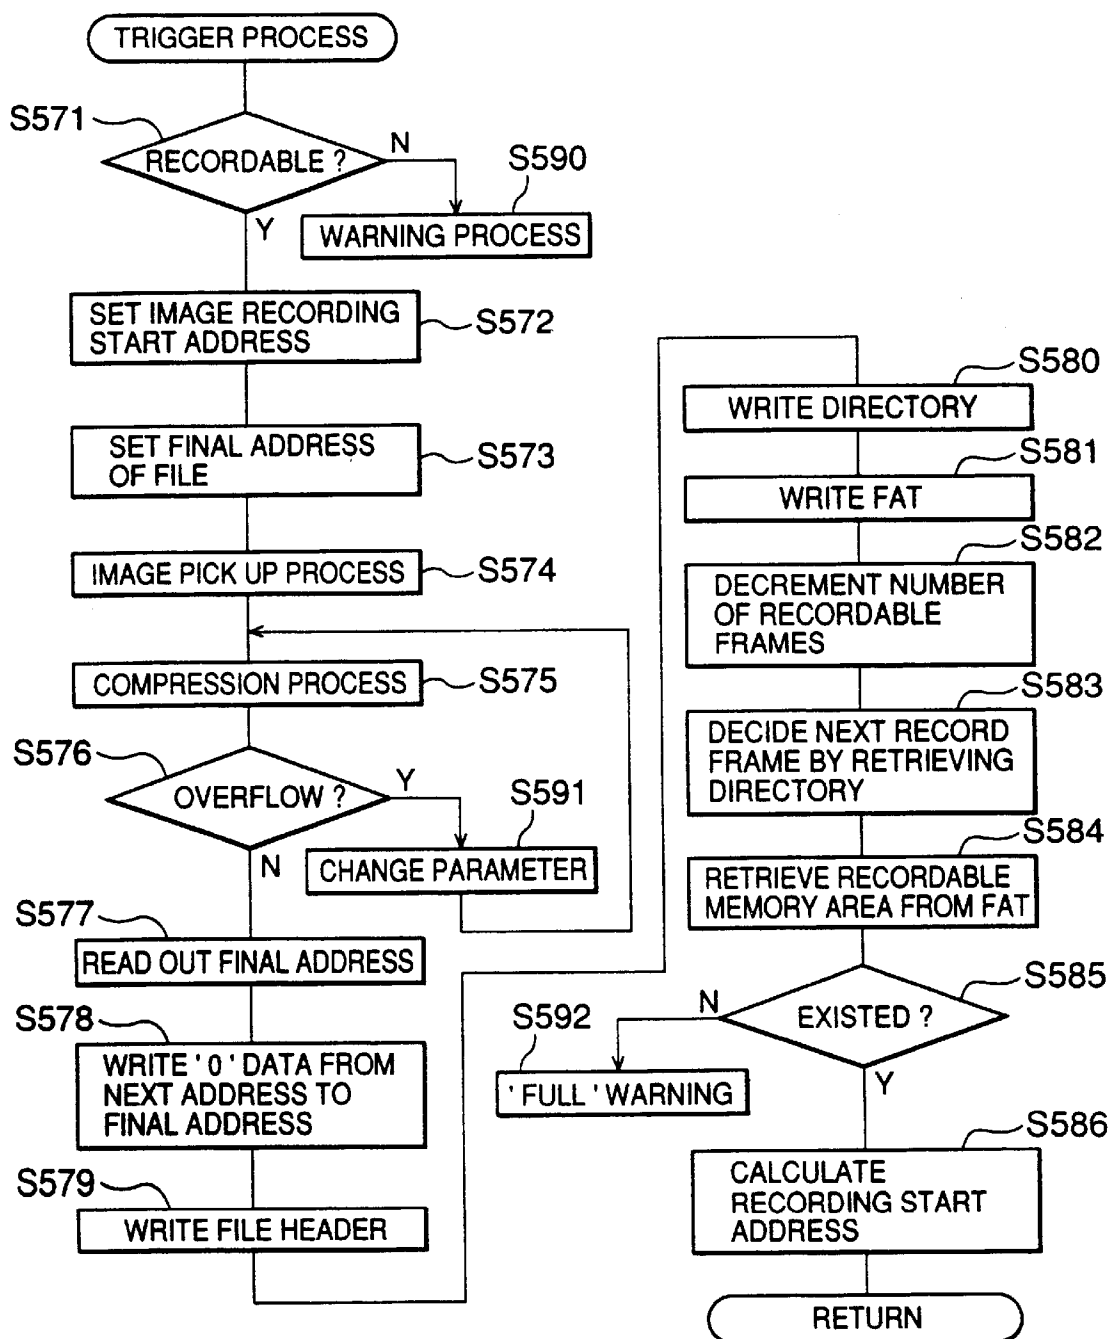 TRIGGER PROCESS
S571
RECORDABLE ?
N
Y
S590
WARNING PROCESS
SET IMAGE RECORDING
START ADDRESS
S572
SET FINAL ADDRESS
OF FILE
S573
IMAGE PICK UP PROCESS
S574
COMPRESSION PROCESS
S575
S576
OVERFLOW ?
Y
N
S591
CHANGE PARAMETER
S577
READ OUT FINAL ADDRESS
S578
WRITE ' 0 ' DATA FROM
NEXT ADDRESS TO
FINAL ADDRESS
S579
WRITE FILE HEADER
S580
WRITE DIRECTORY
S581
WRITE FAT
S582
DECREMENT NUMBER
OF RECORDABLE
FRAMES
S583
DECIDE NEXT RECORD
FRAME BY RETRIEVING
DIRECTORY
S584
RETRIEVE RECORDABLE
MEMORY AREA FROM FAT
S585
EXISTED ?
N
Y
S592
' FULL ' WARNING
S586
CALCULATE
RECORDING START
ADDRESS
RETURN